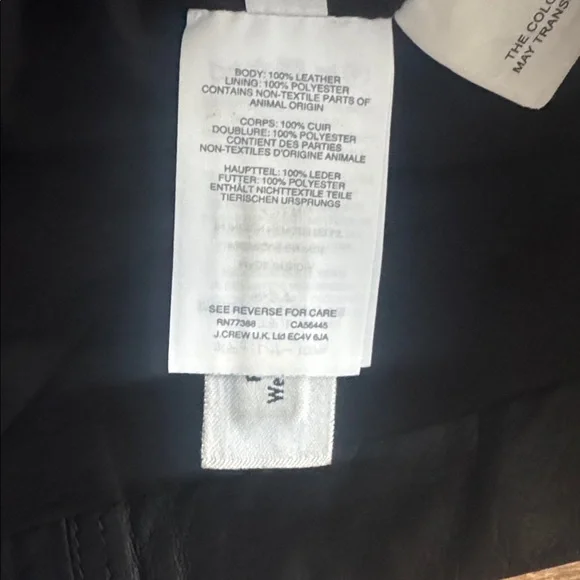 THE COLO
MAY TRANS
BODY: 100% LEATHER
LINING: 100% POLYESTER
CONTAINS NON-TEXTILE PARTS OF
ANIMAL ORIGIN
CORPS: 100% CUIR
DOUBLURE: 100% POLYESTER
CONTIENT DES PARTIES
NON-TEXTILES D'ORIGINE ANIMALE
HAUPTTEIL: 100% LEDER
FUTTER: 100% POLYESTER
ENTHÄLT NICHTTEXTILE TEILE
TIERISCHEN URSPRUNGS
SEE REVERSE FOR CARE
RN77388 CA56445
J.CREW U.K. Ltd EC4V 6JA
We